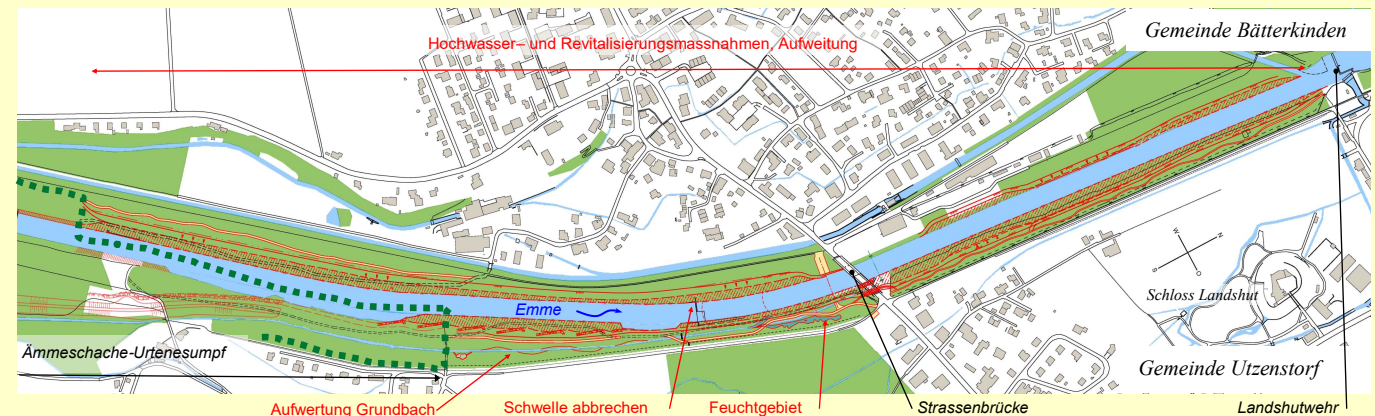 Gemeinde Bätterkinden
Hochwasser– und Revitalisierungsmassnahmen, Aufweitung
Emme
Schloss Landshut
Ämmeschache-Urtenesumpf
Gemeinde Utzenstorf
Aufwertung Grundbach
Schwelle abbrechen
Feuchtgebiet
Strassenbrücke
Landshutwehr